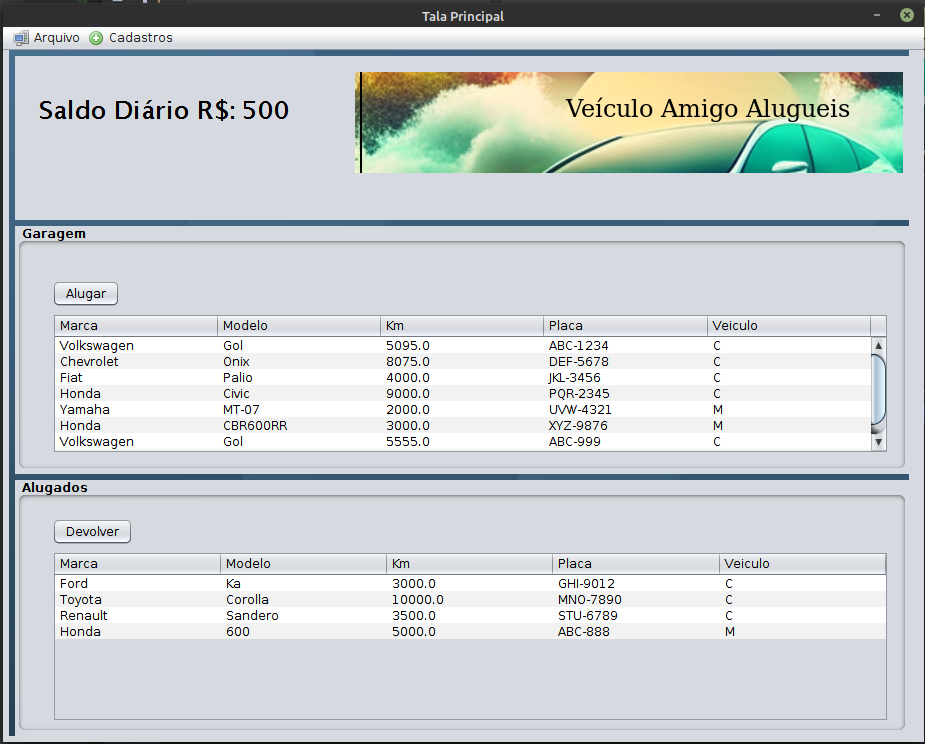 Tala Principal
Arquivo Cadastros
Saldo Diário R$: 500
Veículo Amigo Alugueis
Garagem
Alugar
Marca Modelo Km Placa Veiculo
Volkswagen Gol 5095.0 ABC-1234 C
Chevrolet Onix 8075.0 DEF-5678 C
Fiat Palio 4000.0 JKL-3456 C
Honda Civic 9000.0 PQR-2345 C
Yamaha MT-07 2000.0 UVW-4321 M
Honda CBR600RR 3000.0 XYZ-9876 M
Volkswagen Gol 5555.0 ABC-999 C
Alugados
Devolver
Marca Modelo Km Placa Veiculo
Ford Ka 3000.0 GHI-9012 C
Toyota Corolla 10000.0 MNO-7890 C
Renault Sandero 3500.0 STU-6789 C
Honda 600 5000.0 ABC-888 M